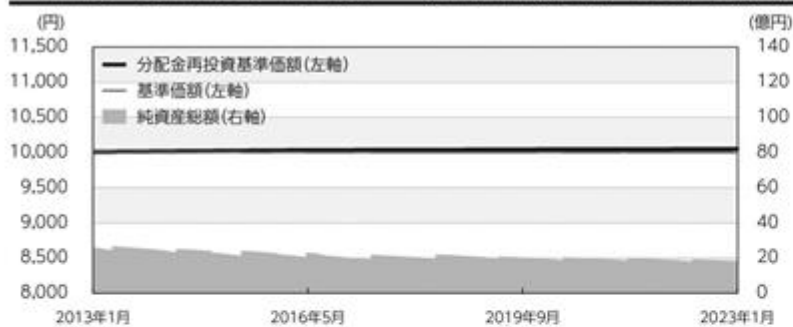 (円)
(億円)
11,500
140
11,000
120
10,500
100
10,000
80
9,500
60
9,000
40
8,500
20
8,000
0
分配金再投資基準価額(左軸)
基準価額(左軸)
純資産総額(右軸)
2013年1月
2016年5月
2019年9月
2023年1月